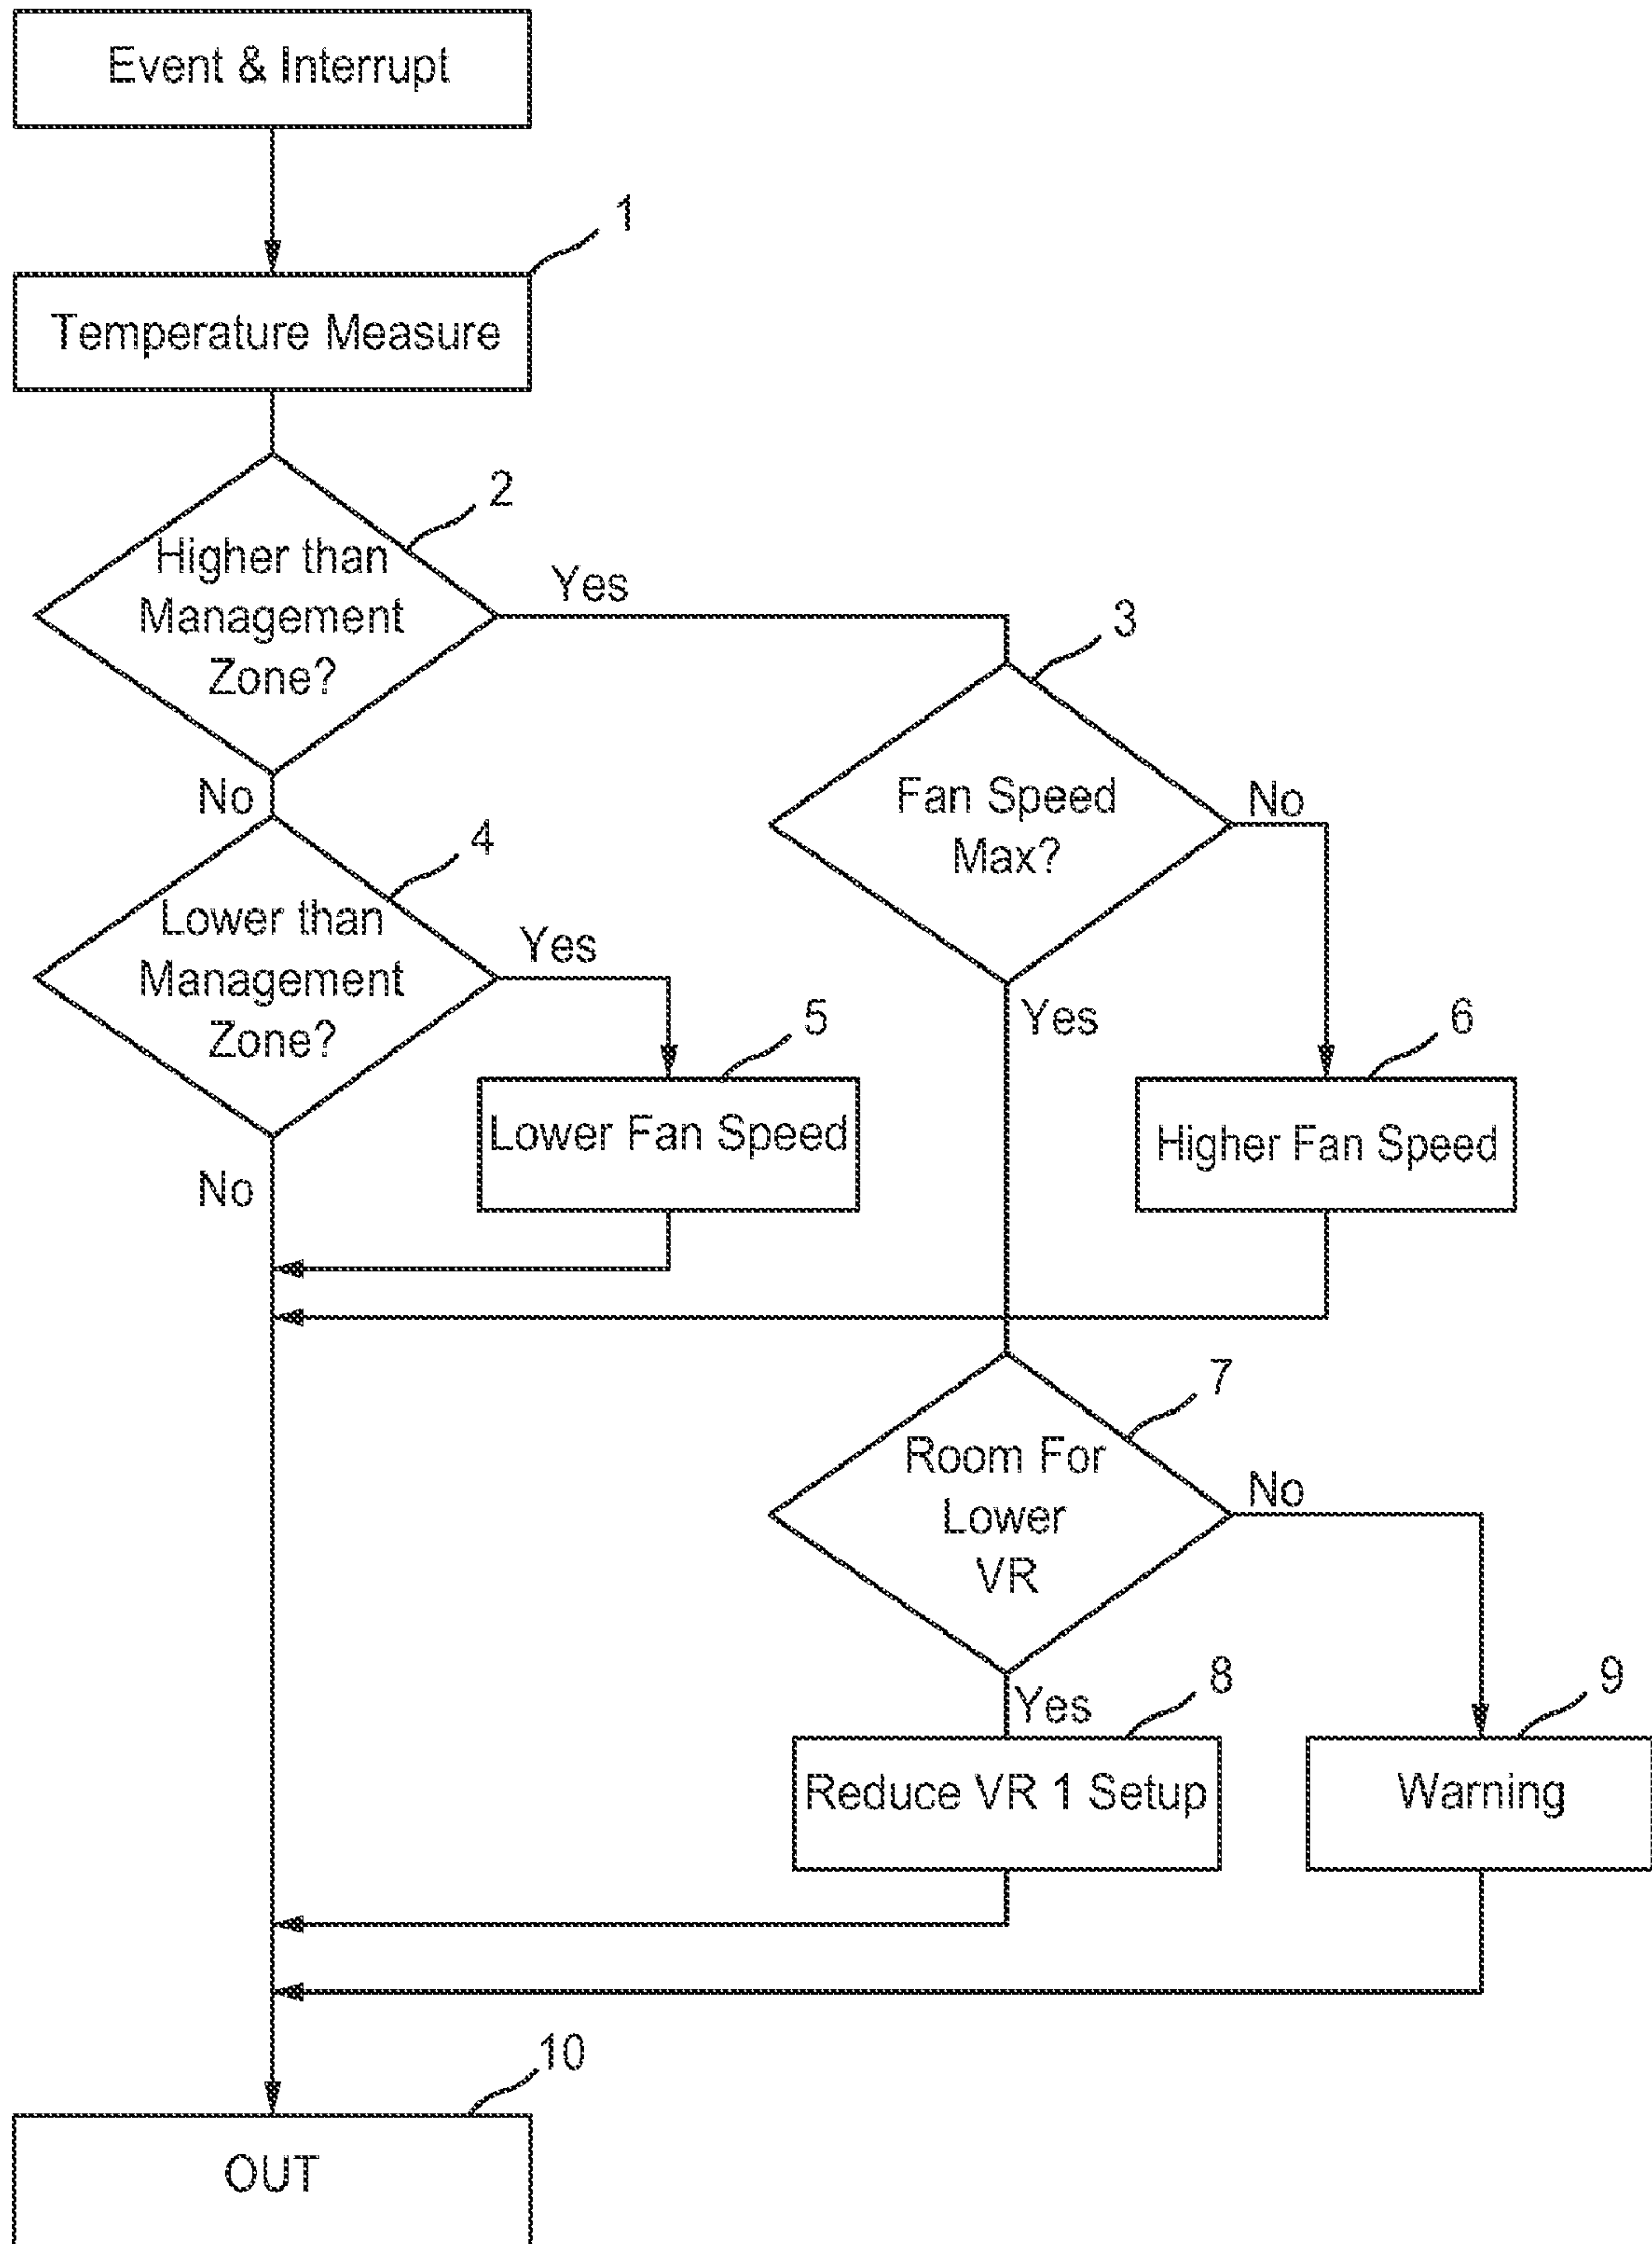 Event & Interrupt
1
Temperature Measure
2
Higher than
Management
Zone?
Yes
No
3
Fan Speed
Max?
No
Yes
4
Lower than
Management
Zone?
Yes
No
5
Lower Fan Speed
6
Higher Fan Speed
7
Room For
Lower
VR
No
Yes
8
Reduce VR 1 Setup
9
Warning
10
OUT